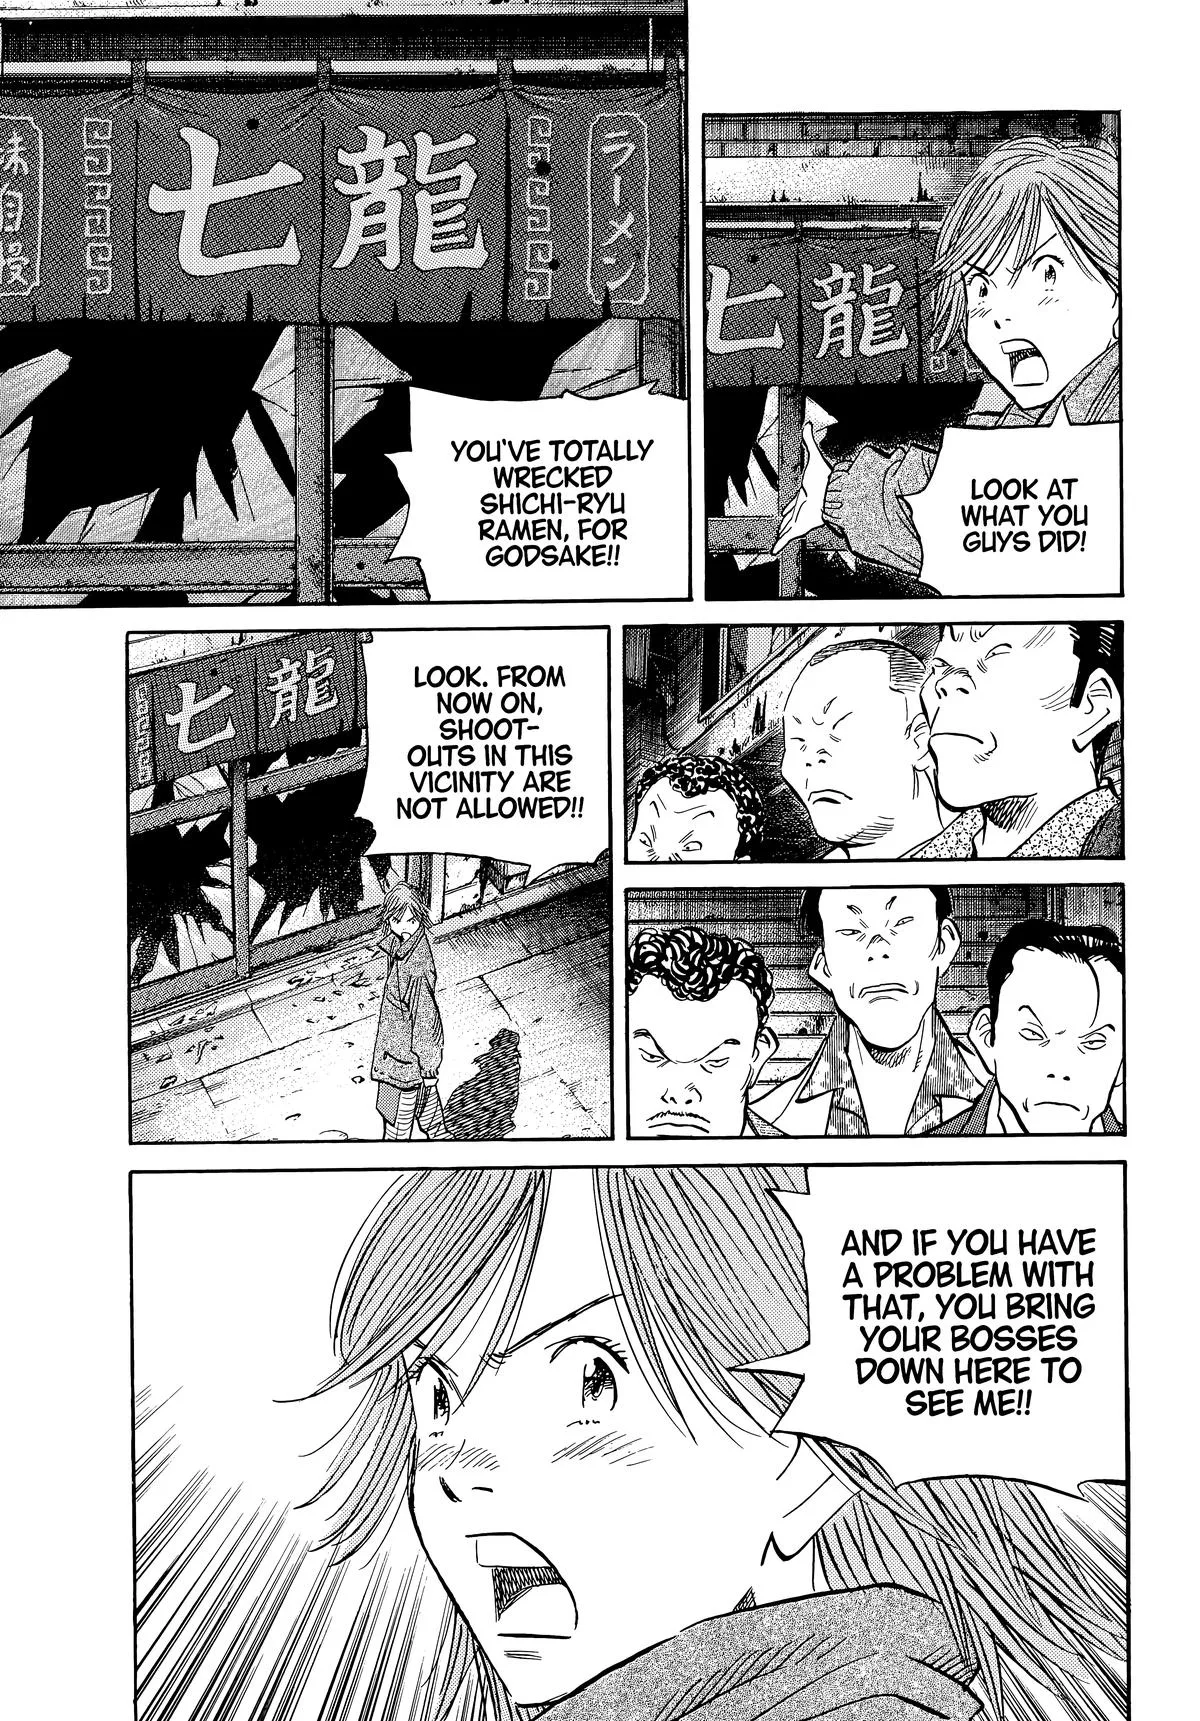 LOOK AT
WHAT YOU
GUYS DID!
七龍
七龍
ラーメン
味自慢
YOU'VE TOTALLY
WRECKED
SHICHI-RYU
RAMEN, FOR
GODSAKE!!
LOOK. FROM
NOW ON,
SHOOT-
OUTS IN THIS
VICINITY ARE
NOT ALLOWED!!
七龍
AND IF YOU HAVE
A PROBLEM WITH
THAT, YOU BRING
YOUR BOSSES
DOWN HERE TO
SEE ME!!